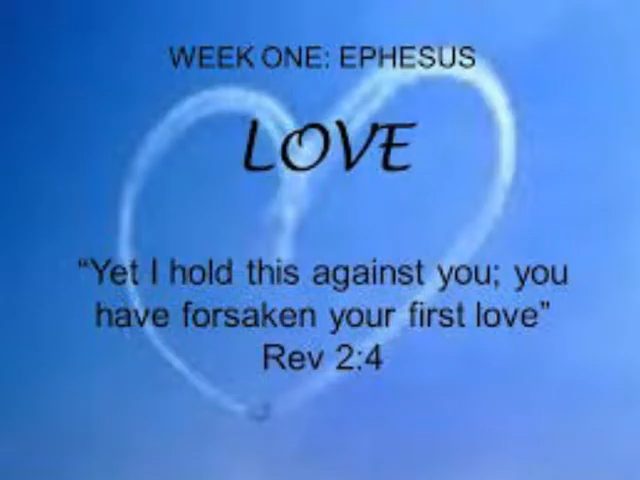 WEEK ONE: EPHESUS
LOVE
“Yet I hold this against you; you
have forsaken your first love”
Rev 2:4